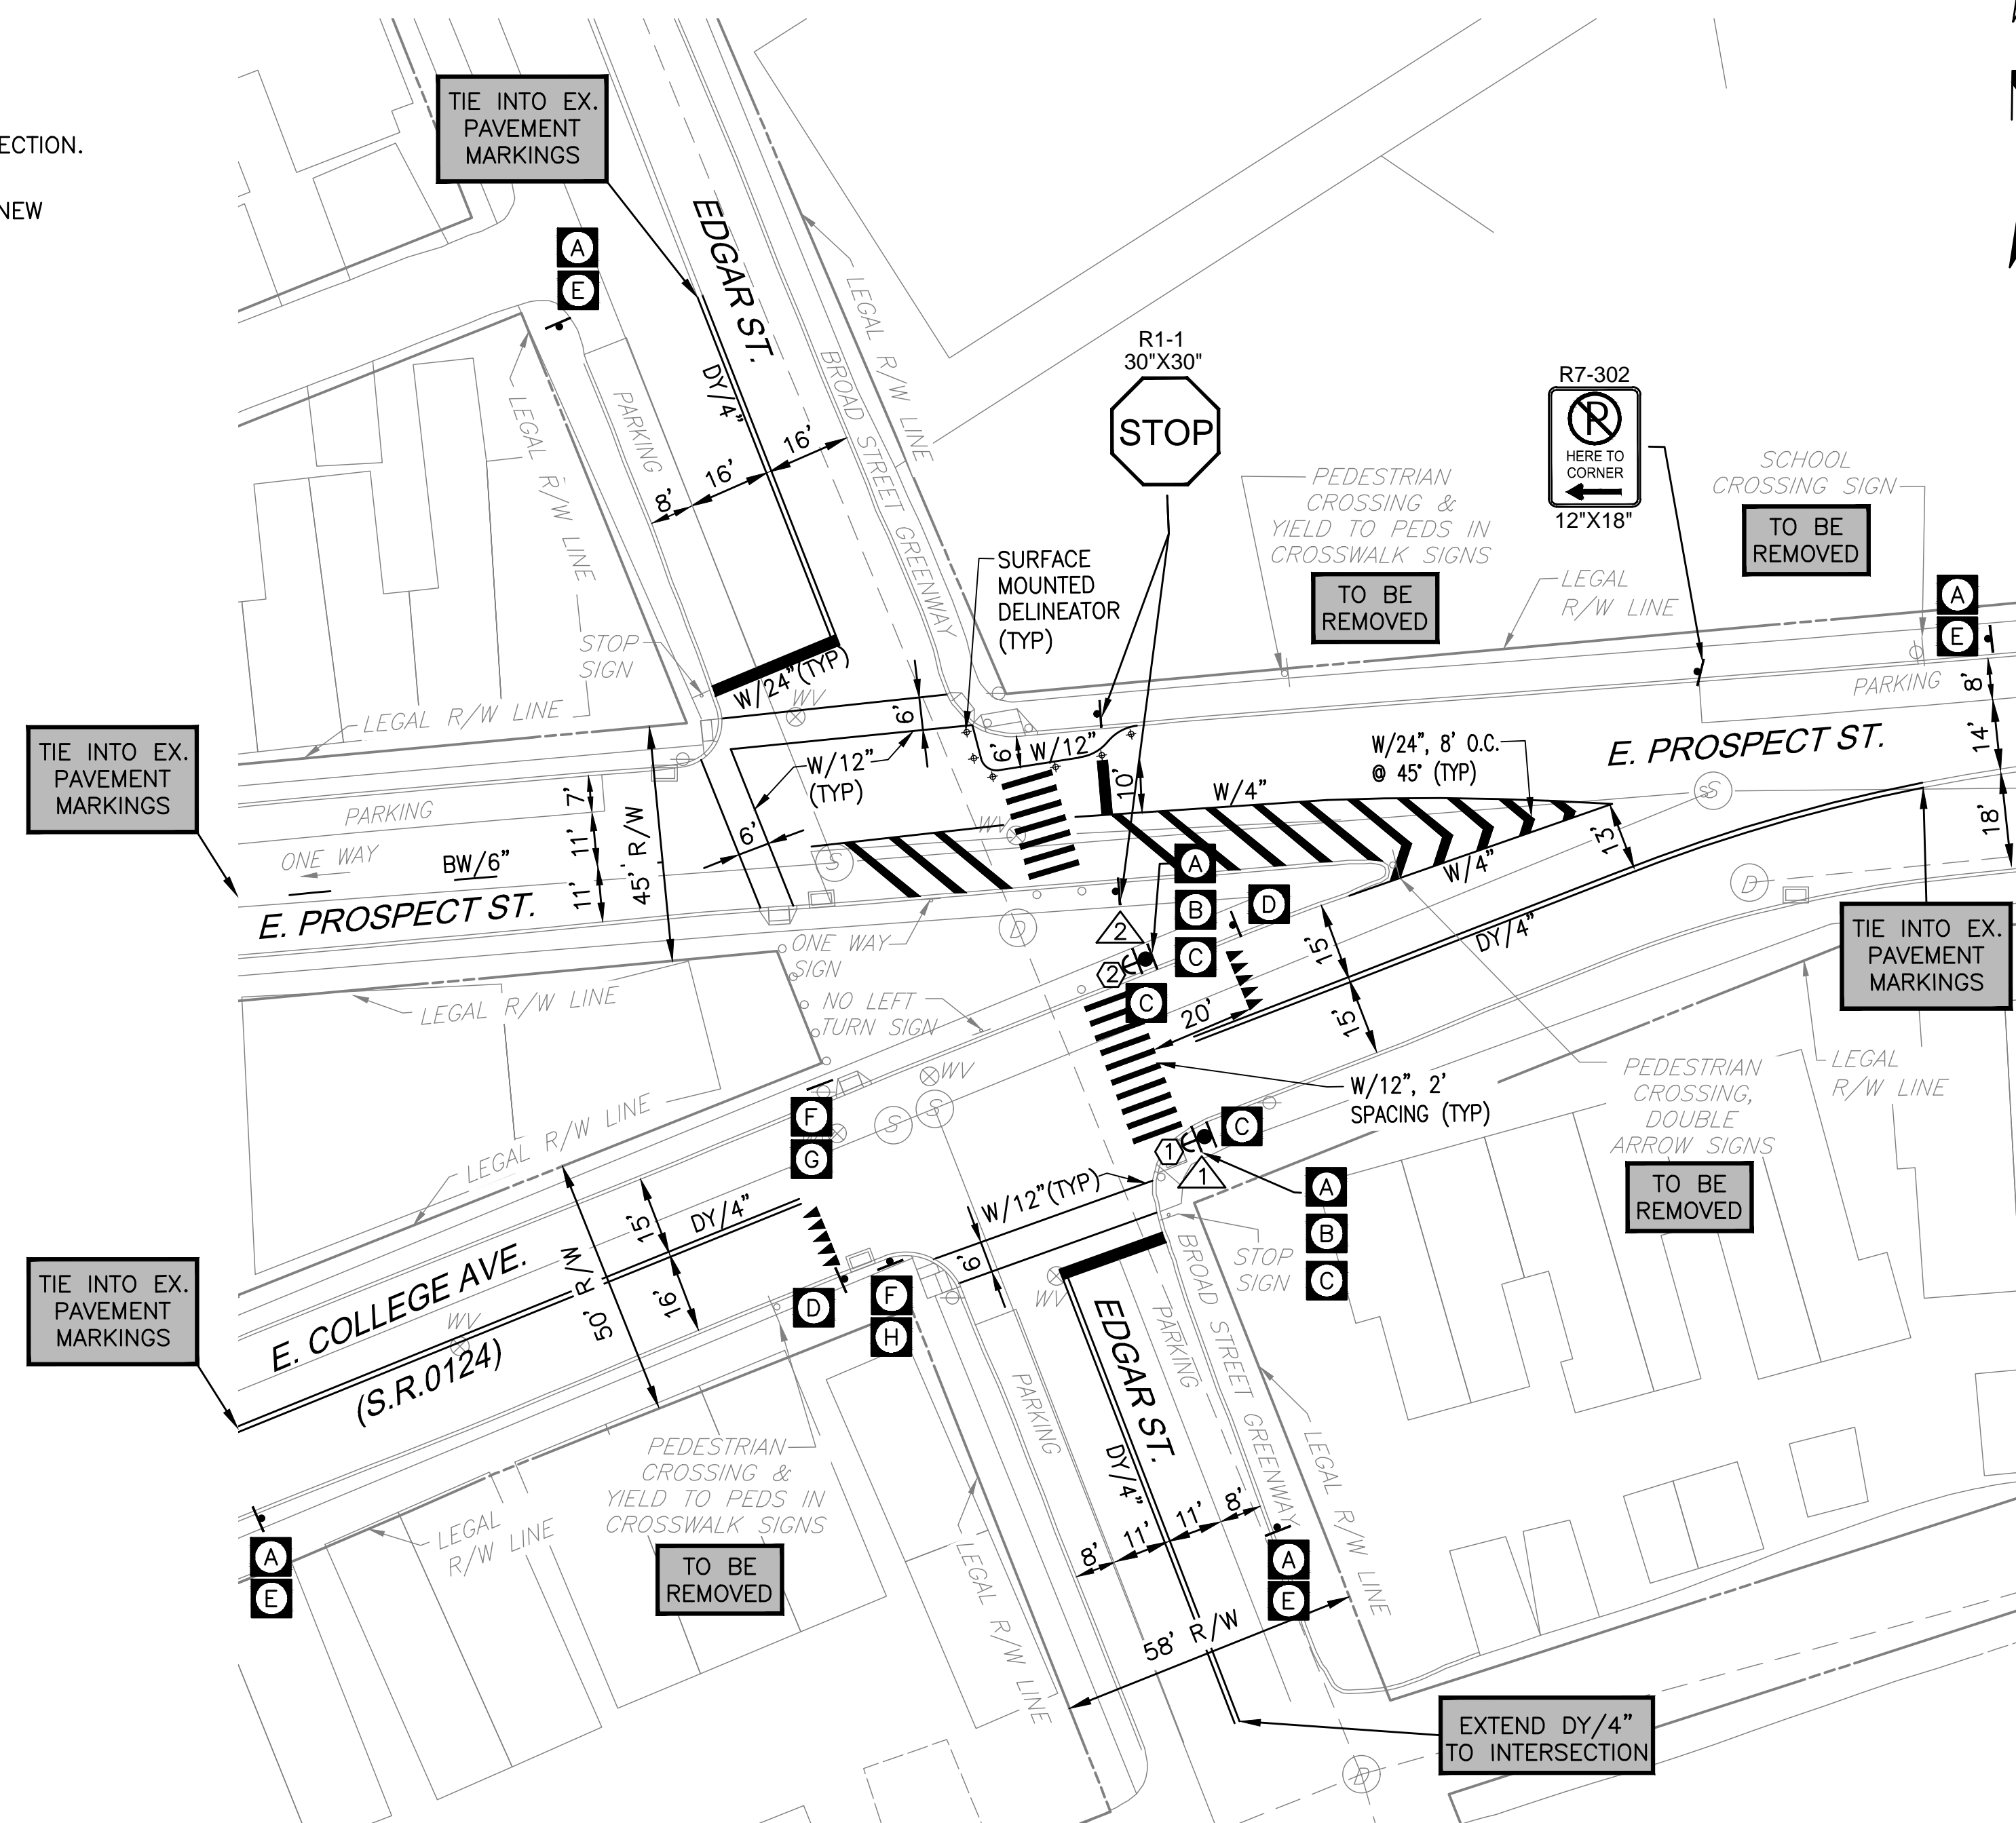 ECTION.
NEW
TIE INTO EX.
PAVEMENT
MARKINGS
A
E
EDGAR ST.
DY/4"
LEGAL R/W LINE
BROAD STREET GREENWAY
PARKING
LEGAL R/W LINE
16'
16'
8'
R1-1
30"X30"
STOP
R7-302
P
HERE TO
CORNER
12"X18"
PEDESTRIAN
CROSSING &
YIELD TO PEDS IN
CROSSWALK SIGNS
TO BE
REMOVED
SCHOOL
CROSSING SIGN
TO BE
REMOVED
LEGAL
R/W LINE
A
E
SURFACE
MOUNTED
DELINEATOR
(TYP)
STOP
SIGN
W/24"(TYP)
WV
LEGAL R/W LINE
6'
6'
W/12"
W/12"
(TYP)
6'
10'
W/24", 8' O.C.
@ 45° (TYP)
W/4"
W/4"
E. PROSPECT ST.
PARKING
8'
14'
18'
13'
S
D
TIE INTO EX.
PAVEMENT
MARKINGS
PARKING
7'
11'
11'
45' R/W
ONE WAY
BW/6"
E. PROSPECT ST.
S
WV
D
ONE WAY
SIGN
LEGAL R/W LINE
NO LEFT
TURN SIGN
2
2
A
B
C
C
D
20'
15'
15'
DY/4"
TIE INTO EX.
PAVEMENT
MARKINGS
LEGAL
R/W LINE
PEDESTRIAN
CROSSING,
DOUBLE
ARROW SIGNS
TO BE
REMOVED
W/12", 2'
SPACING (TYP)
WV
S
S
F
G
LEGAL R/W LINE
1
1
C
A
B
C
W/12"(TYP)
6'
STOP
SIGN
WV
15'
DY/4"
16'
50' R/W
TIE INTO EX.
PAVEMENT
MARKINGS
E. COLLEGE AVE.
WV
(S.R.0124)
D
F
H
EDGAR ST.
PARKING
BROAD STREET GREENWAY
PARKING
DY/4"
LEGAL R/W LINE
8'
11'
11'
8'
A
E
58' R/W
LEGAL R/W LINE
PEDESTRIAN
CROSSING &
YIELD TO PEDS IN
CROSSWALK SIGNS
TO BE
REMOVED
LEGAL
R/W LINE
A
E
EXTEND DY/4"
TO INTERSECTION
D